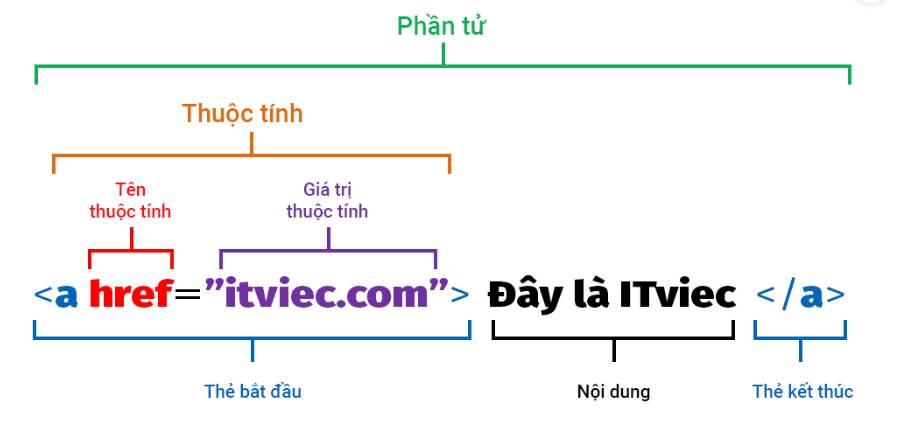 Phần tử
Thuộc tính
Tên
thuộc tính
Giá trị
thuộc tính
<a href=”itviec.com”> Đây là ITviec </a>
Thẻ bắt đầu
Nội dung
Thẻ kết thúc